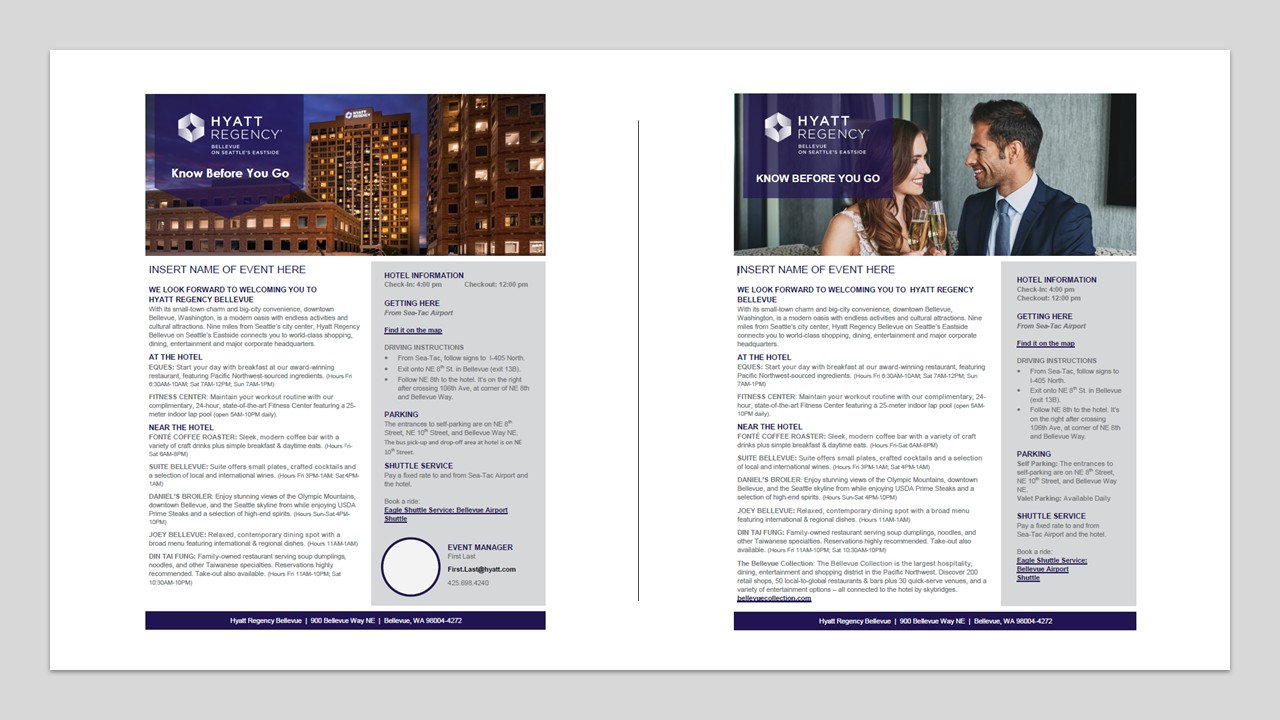 HYATT
REGENCY®
BELLEVUE
ON SEATTLE'S EASTSIDE
Know Before You Go
HYATT
REGENCY
INSERT NAME OF EVENT HERE
WE LOOK FORWARD TO WELCOMING YOU TO
HYATT REGENCY BELLEVUE
With its small-town charm and big-city convenience, downtown
Bellevue, Washington, is a modern oasis with endless activities and
cultural attractions. Nine miles from Seattle's city center, Hyatt Regency
Bellevue on Seattle's Eastside connects you to world-class shopping,
dining, entertainment and major corporate headquarters.
AT THE HOTEL
EQUES: Start your day with breakfast at our award-winning
restaurant, featuring Pacific Northwest-sourced ingredients. (Hours Fri
6:30AM-10AM; Sat 7AM-12PM; Sun 7AM-1PM)
FITNESS CENTER: Maintain your workout routine with our
complimentary, 24-hour, state-of-the-art Fitness Center featuring a 25-
meter indoor lap pool (open 5AM-10PM daily).
NEAR THE HOTEL
FONTÉ COFFEE ROASTER: Sleek, modern coffee bar with a
variety of craft drinks plus simple breakfast & daytime eats. (Hours Fri-
Sat 6AM-8PM)
SUITE BELLEVUE: Suite offers small plates, crafted cocktails and
a selection of local and international wines. (Hours Fri 3PM-1AM; Sat 4PM-
1AM)
DANIEL'S BROILER: Enjoy stunning views of the Olympic Mountains,
downtown Bellevue, and the Seattle skyline from while enjoying USDA
Prime Steaks and a selection of high-end spirits. (Hours Sun-Sat 4PM-
10PM)
JOEY BELLEVUE: Relaxed, contemporary dining spot with a
broad menu featuring international & regional dishes. (Hours 11AM-1AM)
DIN TAI FUNG: Family-owned restaurant serving soup dumplings,
noodles, and other Taiwanese specialties. Reservations highly
recommended. Take-out also available. (Hours Fri 11AM-10PM; Sat
10:30AM-10PM)
HOTEL INFORMATION
Check-In: 4:00 pm Checkout: 12:00 pm
GETTING HERE
From Sea-Tac Airport
Find it on the map
DRIVING INSTRUCTIONS
• From Sea-Tac, follow signs to I-405 North.
• Exit onto NE 8th St. in Bellevue (exit 13B).
• Follow NE 8th to the hotel. It's on the right
after crossing 106th Ave, at corner of NE 8th
and Bellevue Way.
PARKING
The entrances to self-parking are on NE 8th
Street, NE 10th Street, and Bellevue Way NE.
The bus pick-up and drop-off area at hotel is on NE
10th Street.
SHUTTLE SERVICE
Pay a fixed rate to and from Sea-Tac Airport and
the hotel.
Book a ride:
Eagle Shuttle Service: Bellevue Airport
Shuttle
EVENT MANAGER
First Last
First.Last@hyatt.com
425.698.4240
Hyatt Regency Bellevue | 900 Bellevue Way NE | Bellevue, WA 98004-4272
HYATT
REGENCY®
BELLEVUE
ON SEATTLE'S EASTSIDE
KNOW BEFORE YOU GO
INSERT NAME OF EVENT HERE
WE LOOK FORWARD TO WELCOMING YOU TO HYATT REGENCY
BELLEVUE
With its small-town charm and big-city convenience, downtown Bellevue,
Washington, is a modern oasis with endless activities and cultural attractions. Nine
miles from Seattle's city center, Hyatt Regency Bellevue on Seattle's Eastside
connects you to world-class shopping, dining, entertainment and major corporate
headquarters.
AT THE HOTEL
EQUES: Start your day with breakfast at our award-winning restaurant, featuring
Pacific Northwest-sourced ingredients. (Hours Fri 6:30AM-10AM; Sat 7AM-12PM; Sun
7AM-1PM)
FITNESS CENTER: Maintain your workout routine with our complimentary, 24-
hour, state-of-the-art Fitness Center featuring a 25-meter indoor lap pool (open 5AM-
10PM daily).
NEAR THE HOTEL
FONTÉ COFFEE ROASTER: Sleek, modern coffee bar with a variety of craft
drinks plus simple breakfast & daytime eats. (Hours Fri-Sat 6AM-8PM)
SUITE BELLEVUE: Suite offers small plates, crafted cocktails and a selection
of local and international wines. (Hours Fri 3PM-1AM; Sat 4PM-1AM)
DANIEL'S BROILER: Enjoy stunning views of the Olympic Mountains, downtown
Bellevue, and the Seattle skyline from while enjoying USDA Prime Steaks and a
selection of high-end spirits. (Hours Sun-Sat 4PM-10PM)
JOEY BELLEVUE: Relaxed, contemporary dining spot with a broad menu
featuring international & regional dishes. (Hours 11AM-1AM)
DIN TAI FUNG: Family-owned restaurant serving soup dumplings, noodles, and
other Taiwanese specialties. Reservations highly recommended. Take-out also
available. (Hours Fri 11AM-10PM; Sat 10:30AM-10PM)
The Bellevue Collection: The Bellevue Collection is the largest hospitality,
dining, entertainment and shopping district in the Pacific Northwest. Discover 200
retail shops, 50 local-to-global restaurants & bars plus 30 quick-serve venues, and a
variety of entertainment options – all connected to the hotel by skybridges.
bellevuecollection.com
HOTEL INFORMATION
Check-In: 4:00 pm
Checkout: 12:00 pm
GETTING HERE
From Sea-Tac Airport
Find it on the map
DRIVING INSTRUCTIONS
• From Sea-Tac, follow signs to
I-405 North.
• Exit onto NE 8th St. in Bellevue
(exit 13B).
• Follow NE 8th to the hotel. It's
on the right after crossing
106th Ave, at corner of NE 8th
and Bellevue Way.
PARKING
Self Parking: The entrances to
self-parking are on NE 8th Street,
NE 10th Street, and Bellevue Way
NE.
Valet Parking: Available Daily
SHUTTLE SERVICE
Pay a fixed rate to and from
Sea-Tac Airport and the hotel.
Book a ride:
Eagle Shuttle Service:
Bellevue Airport
Shuttle
Hyatt Regency Bellevue | 900 Bellevue Way NE | Bellevue, WA 98004-4272